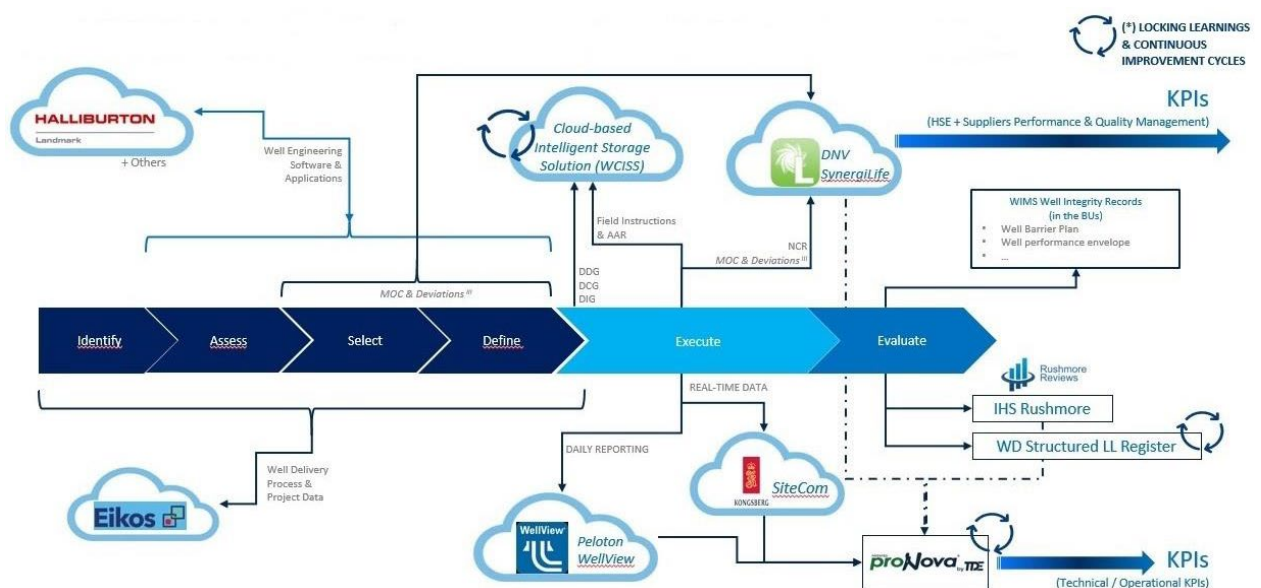 (*) LOCKING LEARNINGS
& CONTINUOUS
IMPROVEMENT CYCLES
HALLIBURTON
Landmark
+ Others
Well Engineering
Software &
Applications
Cloud-based
Intelligent Storage
Solution (WCISS)
L
DNV
SynergiLife
KPIs
(HSE + Suppliers Performance & Quality Management)
WIMS Well Integrity Records
(in the BUs)
• Well Barrier Plan
• Well performance envelope
• ...
Field Instructions
& AAR
NCR
MOC & Deviations III
DDG
DCG
DIG
MOC & Deviations
Identify
Assess
Select
Define
Execute
Evaluate
REAL-TIME DATA
Rushmore
Reviews
IHS Rushmore
WD Structured LL Register
DAILY REPORTING
Well Delivery
Process &
Project Data
Eikos
KONGSBERG
SiteCom
WellView
Peloton
WellView
proNova by TDE
KPIs
(Technical / Operational KPIs)